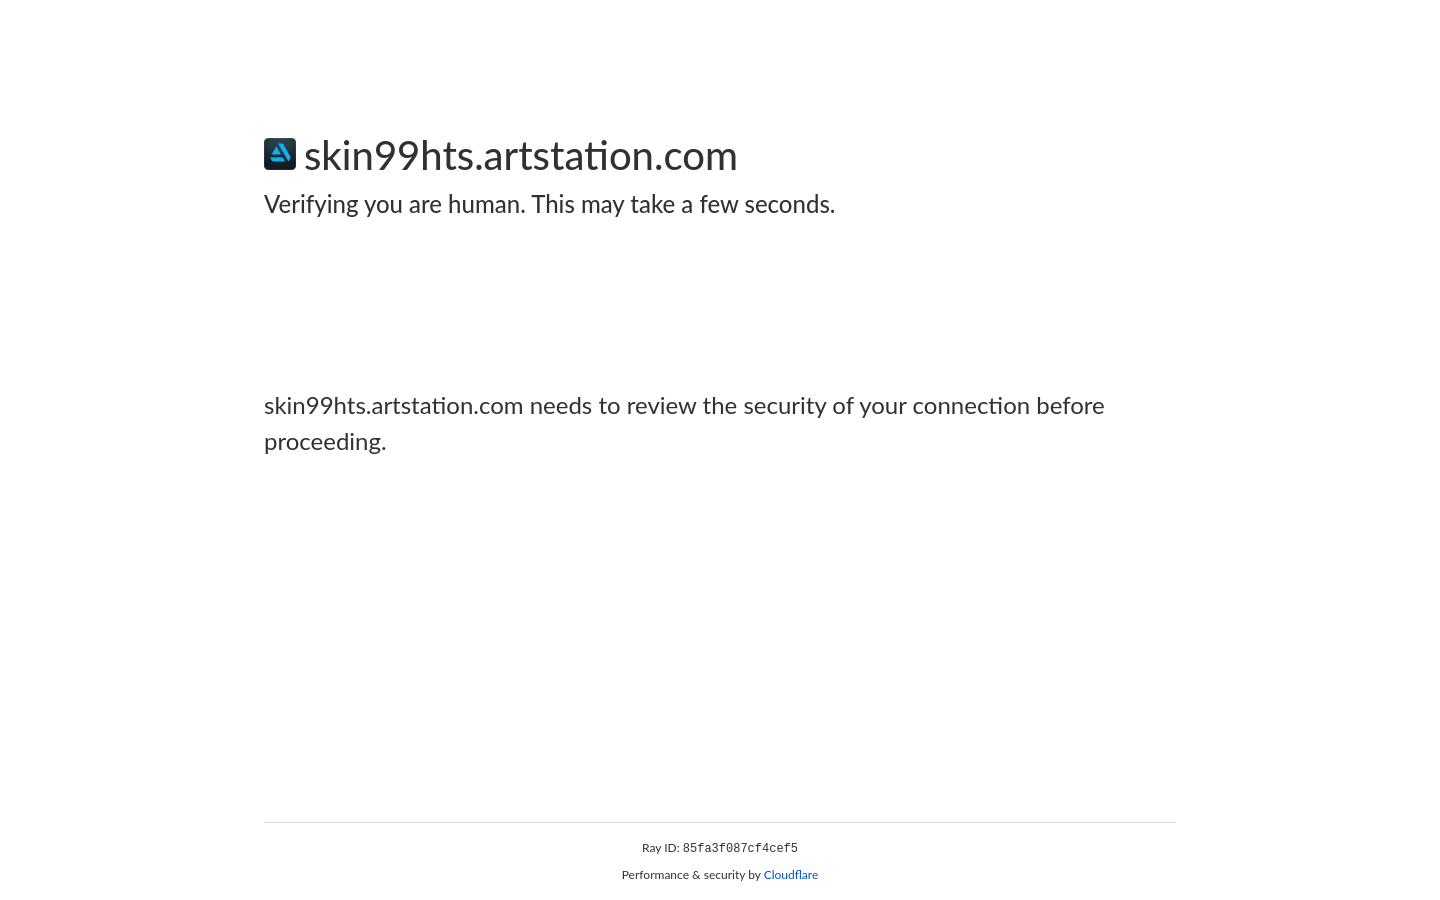 skin99hts.artstation.com
Verifying you are human. This may take a few seconds.
skin99hts.artstation.com needs to review the security of your connection before
proceeding.
Ray ID: 85fa3f087cf4cef5
Performance & security by Cloudflare